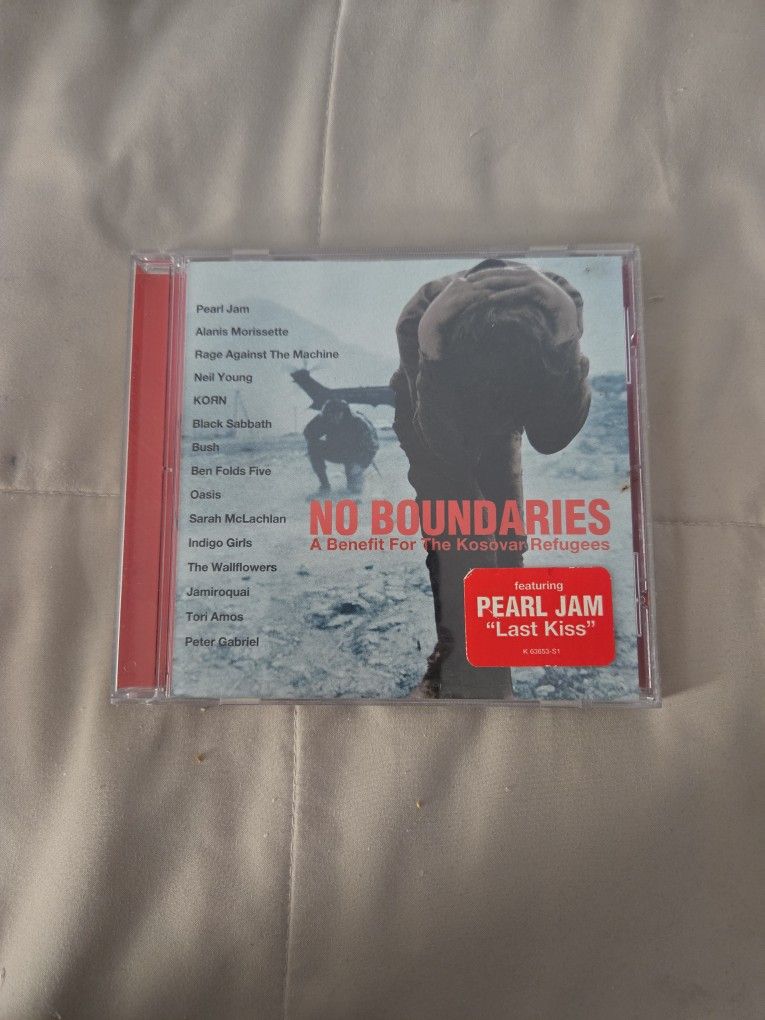 Pearl Jam
Alanis Morissette
Rage Against The Machine
Neil Young
KOЯN
Black Sabbath
Bush
Ben Folds Five
Oasis
Sarah McLachlan
Indigo Girls
The Wallflowers
Jamiroquai
Tori Amos
Peter Gabriel
NO BOUNDARIES
A Benefit For The Kosovar Refugees
featuring
PEARL JAM
"Last Kiss"
K 63653-S1